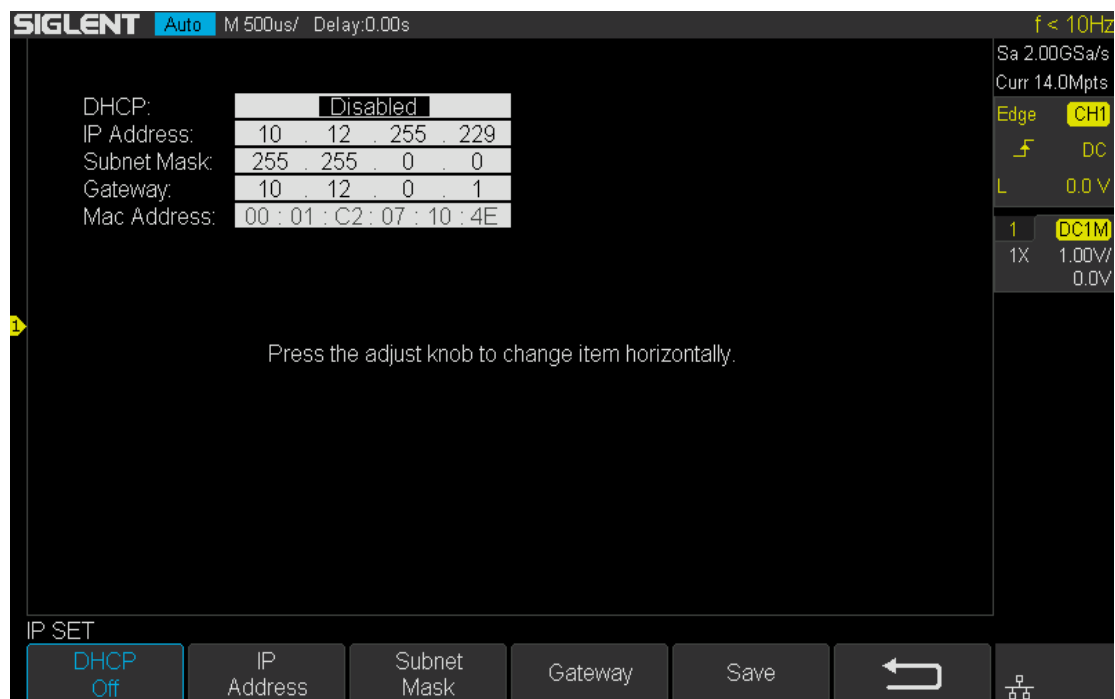 SIGLENT Auto M 500us/ Delay:0.00s f < 10Hz
Sa 2.00GSa/s
Curr 14.0Mpts
Edge CH1
DC
L 0.0 V
1 DC1M
1X 1.00V/
0.0V
DHCP: Disabled
IP Address: 10 . 12 . 255 . 229
Subnet Mask: 255 . 255 . 0 . 0
Gateway: 10 . 12 . 0 . 1
Mac Address: 00 : 01 : C2 : 07 : 10 : 4E
1
Press the adjust knob to change item horizontally.
IP SET
DHCP
Off
IP
Address
Subnet
Mask
Gateway
Save